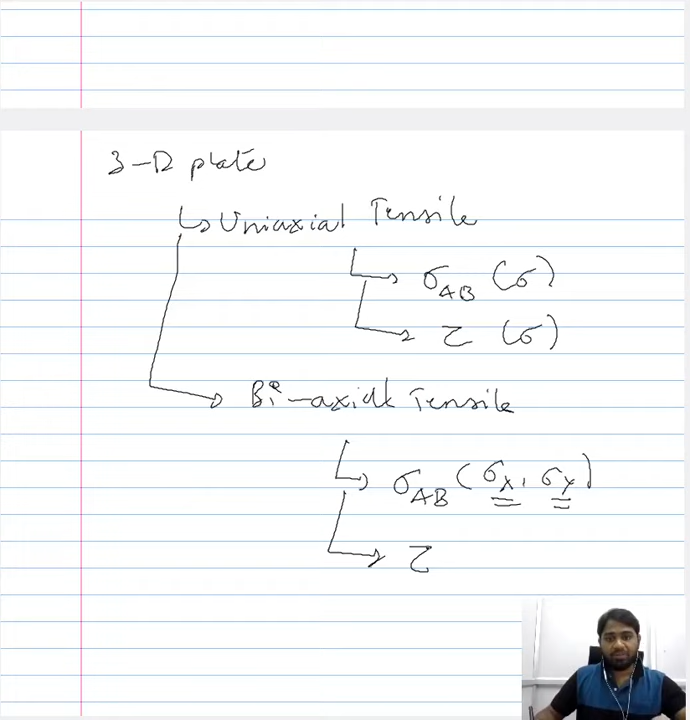 3-D plate
↳ Uniaxial Tensile
→ σAB (σ)
→ τ (σ)
→ Bi-axial Tensile
→ σAB (σx, σy)
→ τ